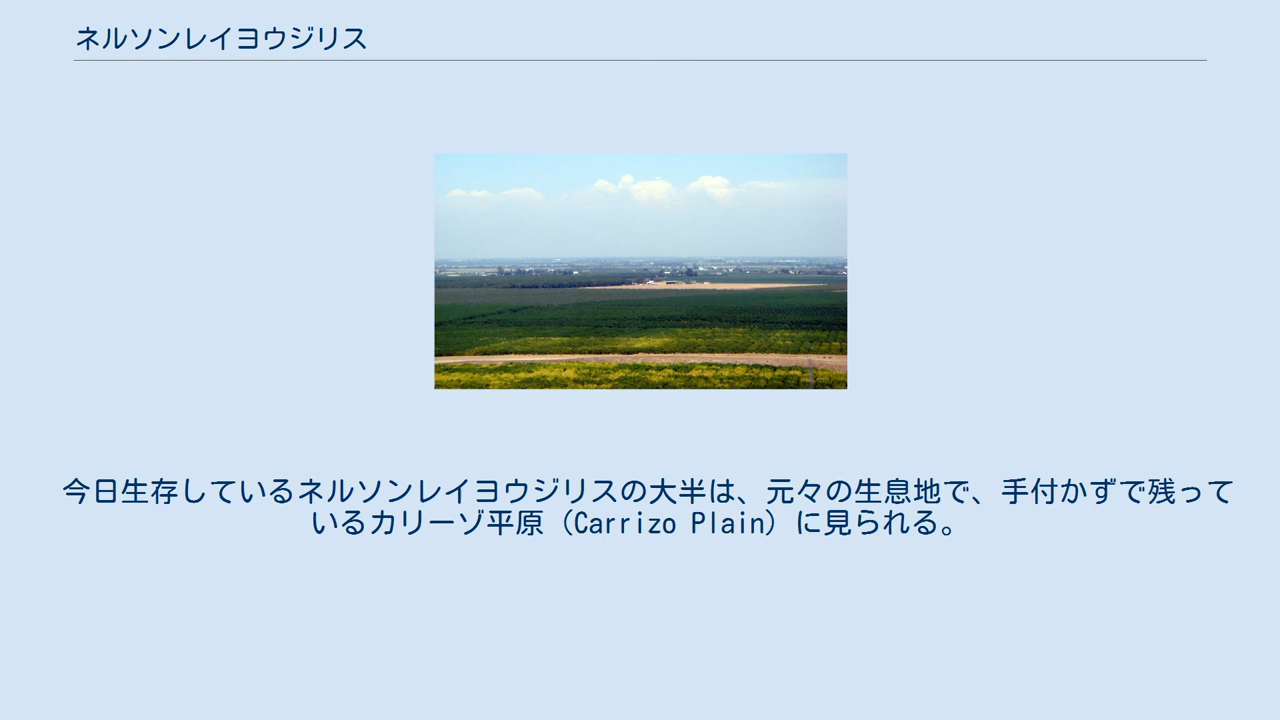 ネルソンレイヨウジリス
今日生存しているネルソンレイヨウジリスの大半は、元々の生息地で、手付かずで残って
いるカリーゾ平原（Carrizo Plain）に見られる。